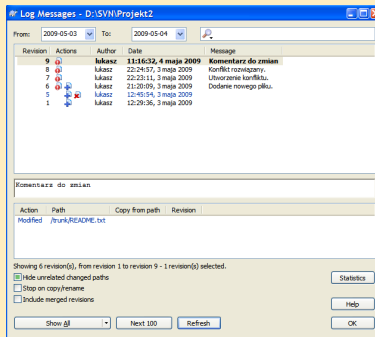 Log Messages - D:\SVN\Projekt2
From: 2009-05-03 To: 2009-05-04
Revision Actions Author Date Message
9 lukasz 11:16:32, 4 maja 2009 Komentarz do zmian
8 lukasz 22:24:57, 3 maja 2009 Konflikt rozwiązany.
7 lukasz 22:23:11, 3 maja 2009 Utworzenie konfliktu.
6 lukasz 21:20:09, 3 maja 2009 Dodanie nowego pliku.
5 lukasz 12:45:54, 3 maja 2009
1 lukasz 12:29:36, 3 maja 2009
Komentarz do zmian
Action Path Copy from path Revision
Modified /trunk/README.txt
Showing 6 revision(s), from revision 1 to revision 9 - 1 revision(s) selected.
Hide unrelated changed paths
Statistics
Stop on copy/rename
Include merged revisions
Help
Show All Next 100 Refresh OK